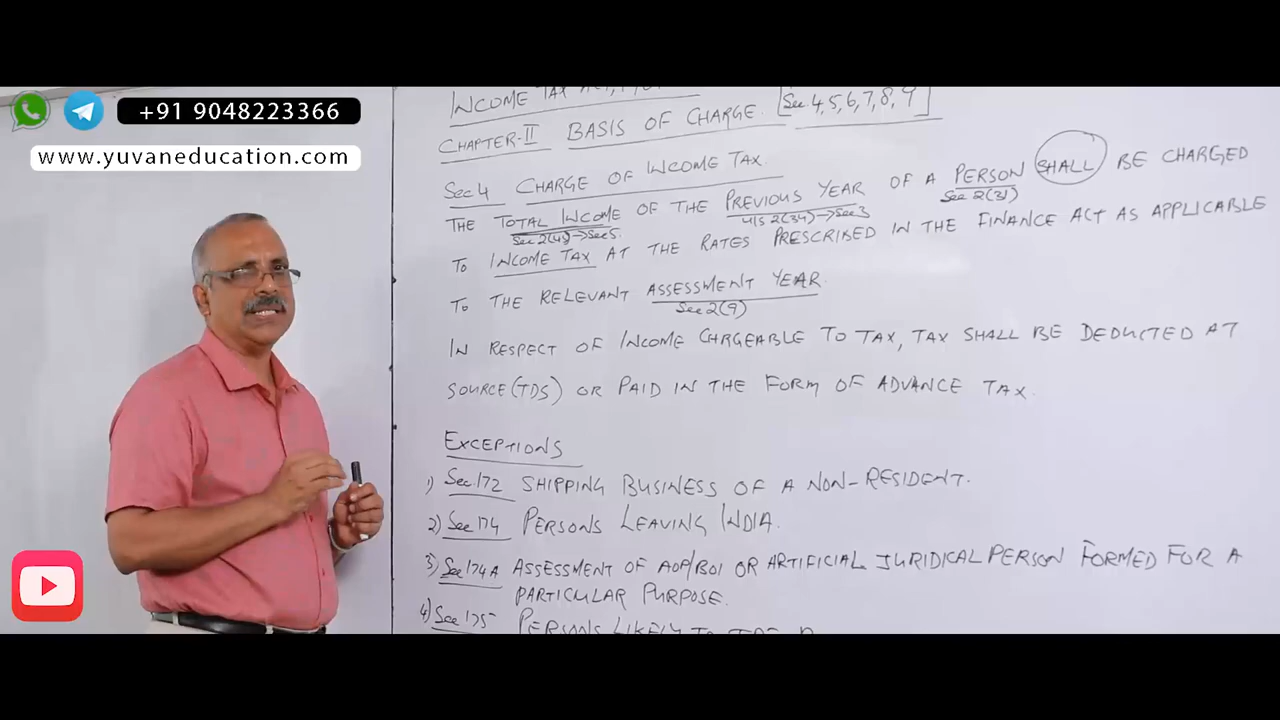 +91 9048223366
www.yuvaneducation.com
INCOME TAX ACT,
CHAPTER-II BASIS OF CHARGE. [Sec 4,5,6,7,8,9]
Sec 4 CHARGE OF INCOME TAX.
THE TOTAL INCOME OF THE PREVIOUS YEAR OF A PERSON SHALL BE CHARGED
Sec 2(45)→Sec 5. U/S 2(34)→Sec 3 Sec 2(31)
TO INCOME TAX AT THE RATES PRESCRIBED IN THE FINANCE ACT AS APPLICABLE
TO THE RELEVANT ASSESSMENT YEAR.
Sec 2(9)
IN RESPECT OF INCOME CHRGEABLE TO TAX, TAX SHALL BE DEDUCTED AT
SOURCE(TDS) OR PAID IN THE FORM OF ADVANCE TAX.
EXCEPTIONS
1) Sec.172 SHIPPING BUSINESS OF A NON-RESIDENT.
2) Sec 174 PERSONS LEAVING INDIA.
3) Sec 174A ASSESSMENT OF AOP/BOI OR ARTIFICIAL JURIDICAL PERSON FORMED FOR A
PARTICULAR PURPOSE.
4) Sec 175 PERSONS LIKELY TO